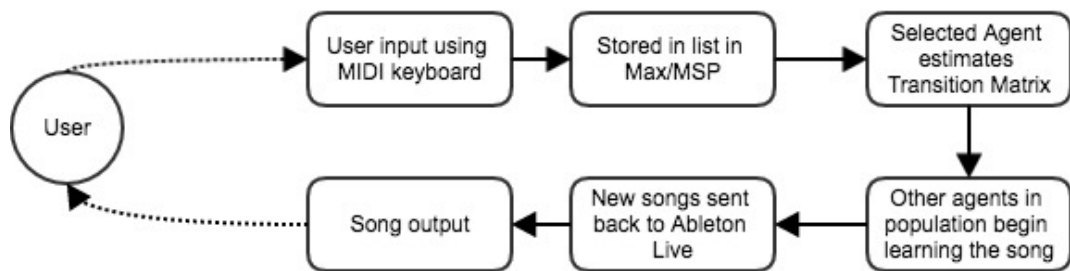 User
User input using
MIDI keyboard
Stored in list in
Max/MSP
Selected Agent
estimates
Transition Matrix
Other agents in
population begin
learning the song
New songs sent
back to Ableton
Live
Song output